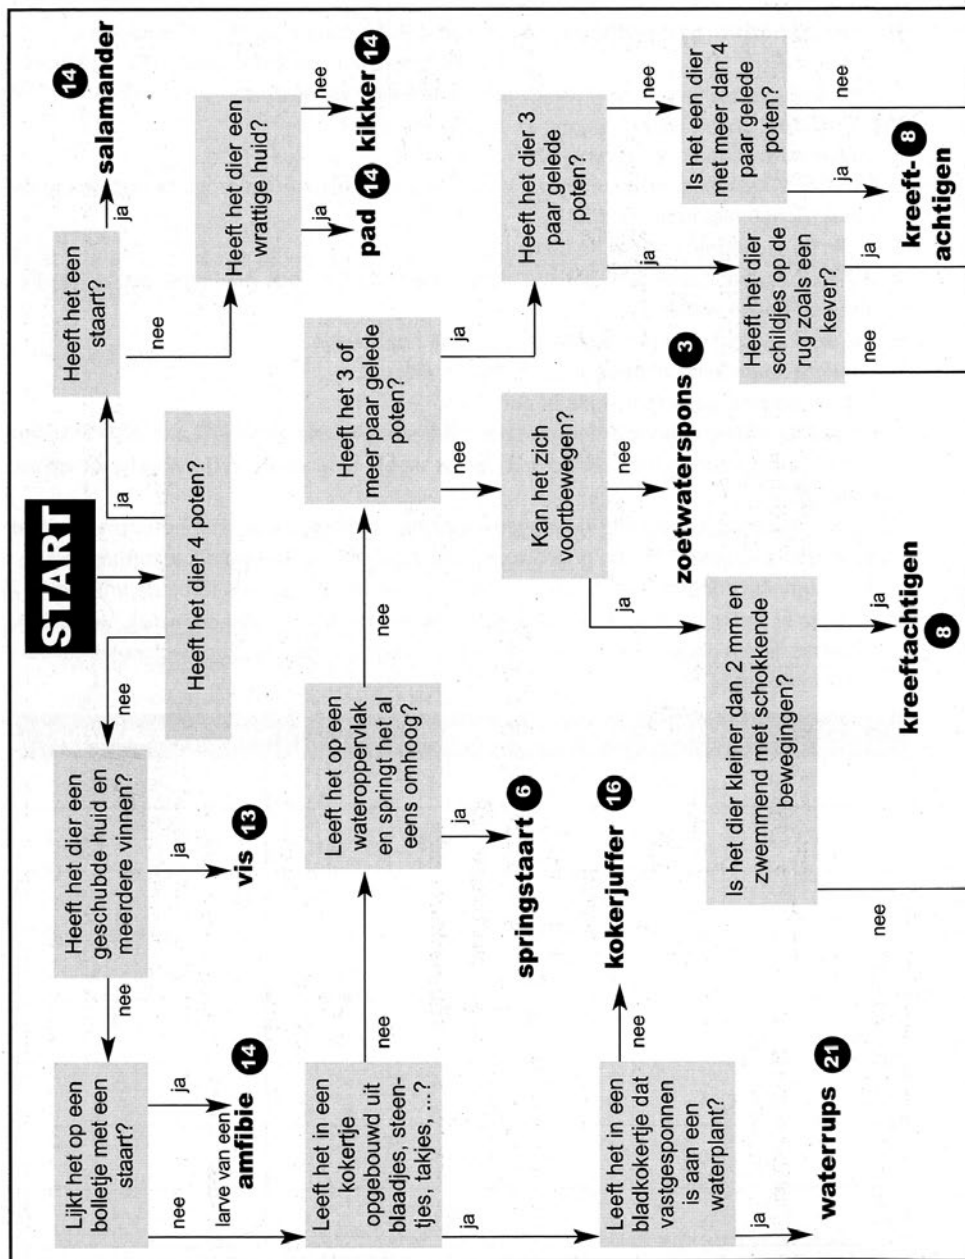 START
Heeft het dier 4 poten?
ja
nee
Heeft het een
staart?
ja
salamander 14
nee
Heeft het dier een
wrattige huid?
ja
nee
pad 14
kikker 14
Heeft het dier een
geschubde huid en
meerdere vinnen?
ja
vis 13
nee
Lijkt het op een
bolletje met een
staart?
ja
larve van een
amfibie 14
nee
Leeft het in een
kokertje
opgebouwd uit
blaadjes, steen-
tjes, takjes, ...?
nee
ja
Leeft het op een
wateroppervlak
en springt het al
eens omhoog?
nee
ja
springstaart 6
Heeft het 3 of
meer paar gelede
poten?
ja
nee
Heeft het dier 3
paar gelede
poten?
nee
ja
Leeft het in een
bladkokertje dat
vastgesponnen
is aan een
waterplant?
nee
kokerjuffer 16
ja
waterrups 21
Kan het zich
voortbewegen?
nee
zoetwaterspons 3
ja
Is het dier kleiner dan 2 mm en
zwemmend met schokkende
bewegingen?
ja
kreeftachtigen
8
nee
Heeft het dier
schildjes op de
rug zoals een
kever?
nee
ja
Is het een dier
met meer dan 4
paar gelede
poten?
ja
nee
kreeft- 8
achtigen